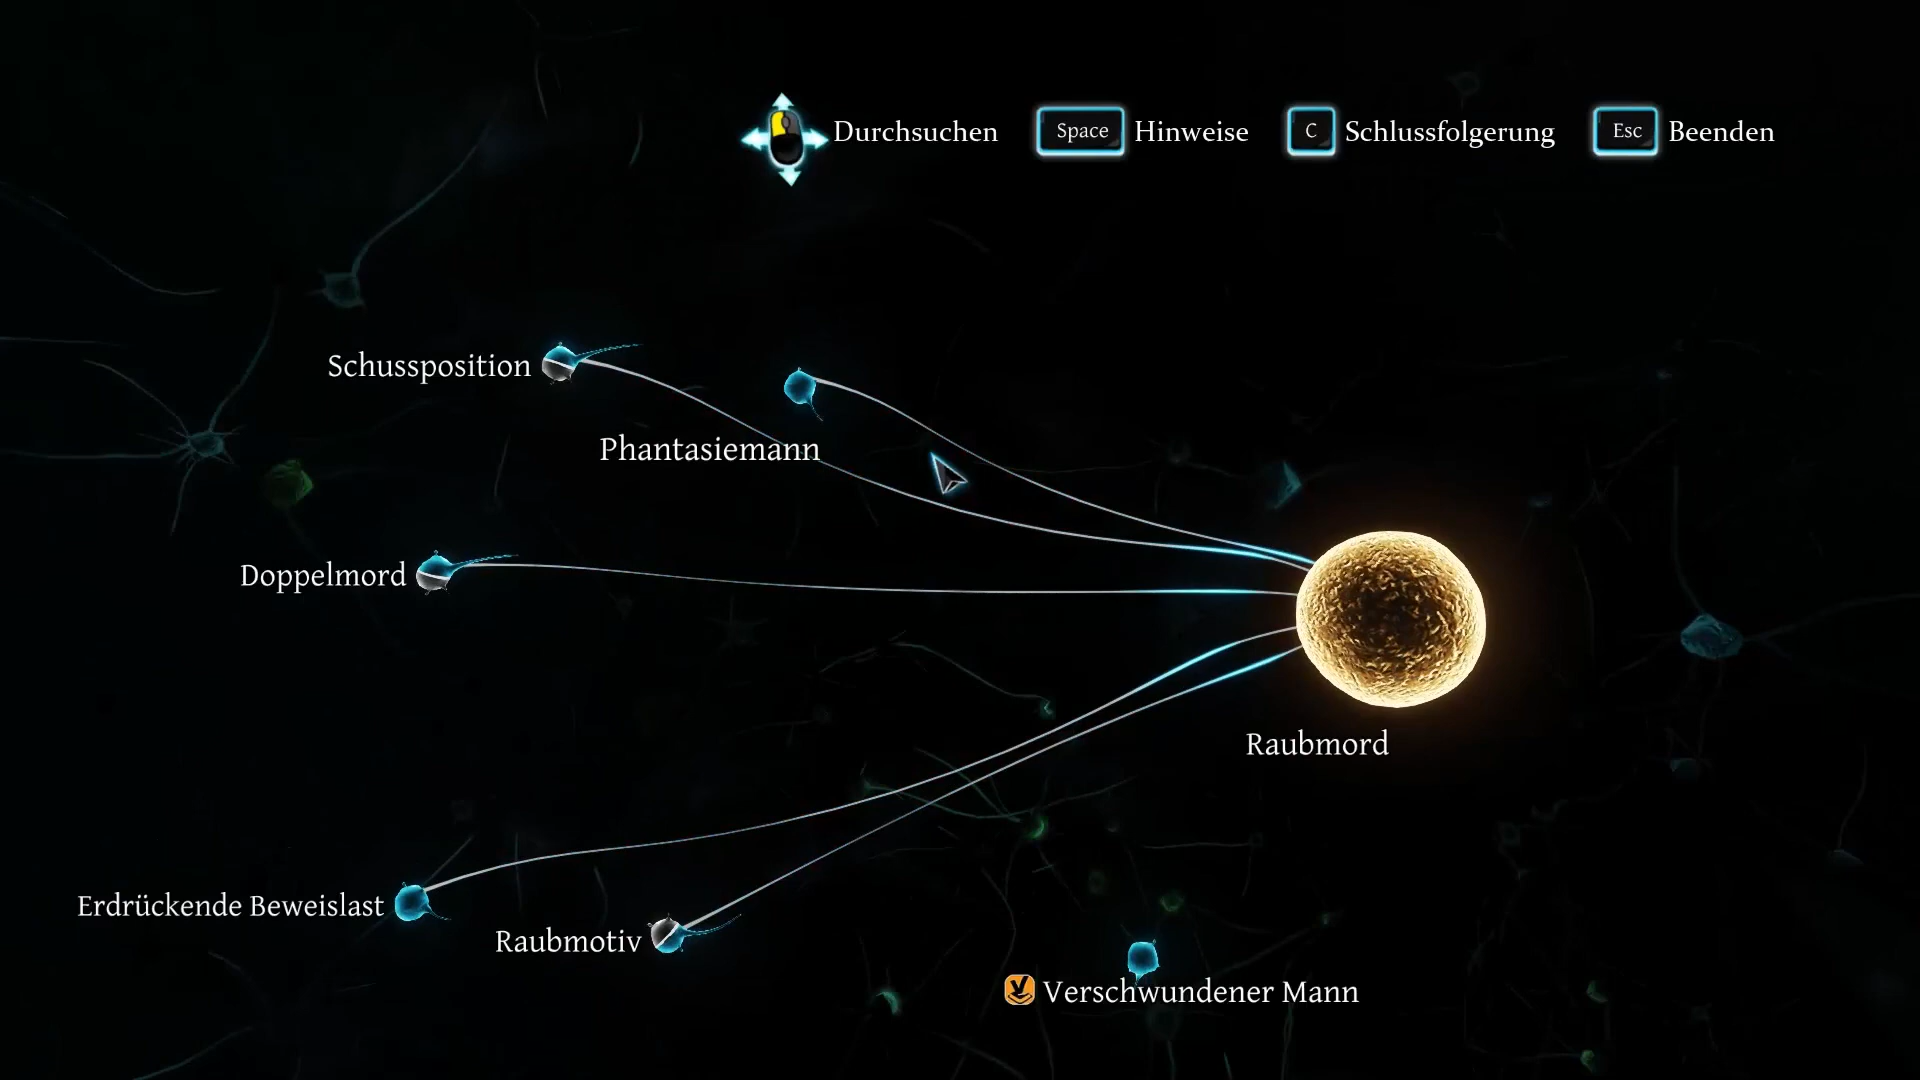 Durchsuchen
Space Hinweise
C Schlussfolgerung
Esc Beenden
Schussposition
Phantasiemann
Doppelmord
Raubmord
Erdrückende Beweislast
Raubmotiv
Verschwundener Mann